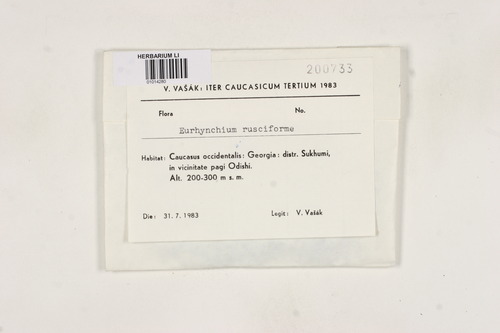 HERBARIUM LI
01014280
200733
V. VAŠÁK: ITER CAUCASICUM TERTIUM 1983
Flora No.
Eurhynchium rusciforme
Habitat: Caucasus occidentalis: Georgia: distr. Sukhumi,
in vicinitate pagi Odishi.
Alt. 200-300 m s. m.
Die: 31. 7. 1983 Legit: V. Vašák